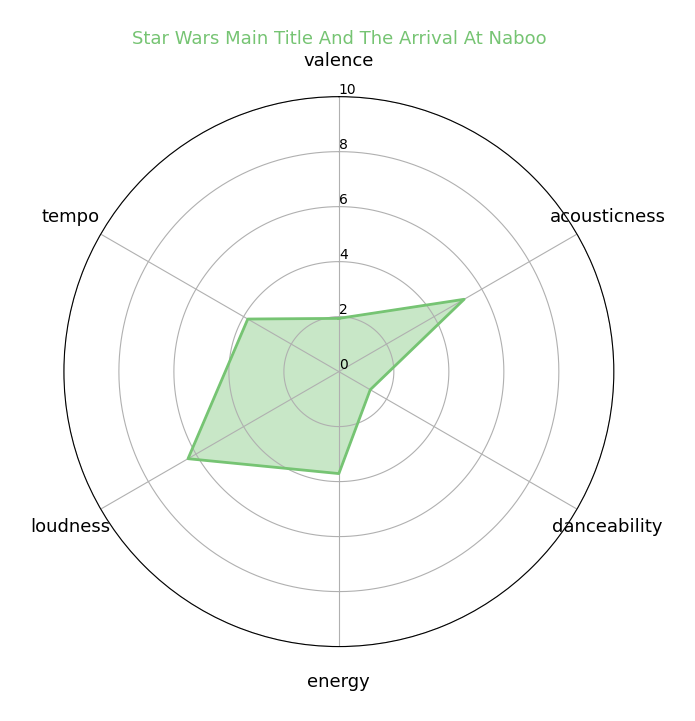 Star Wars Main Title And The Arrival At Naboo
valence
10
8
6
4
2
0
tempo
acousticness
loudness
danceability
energy